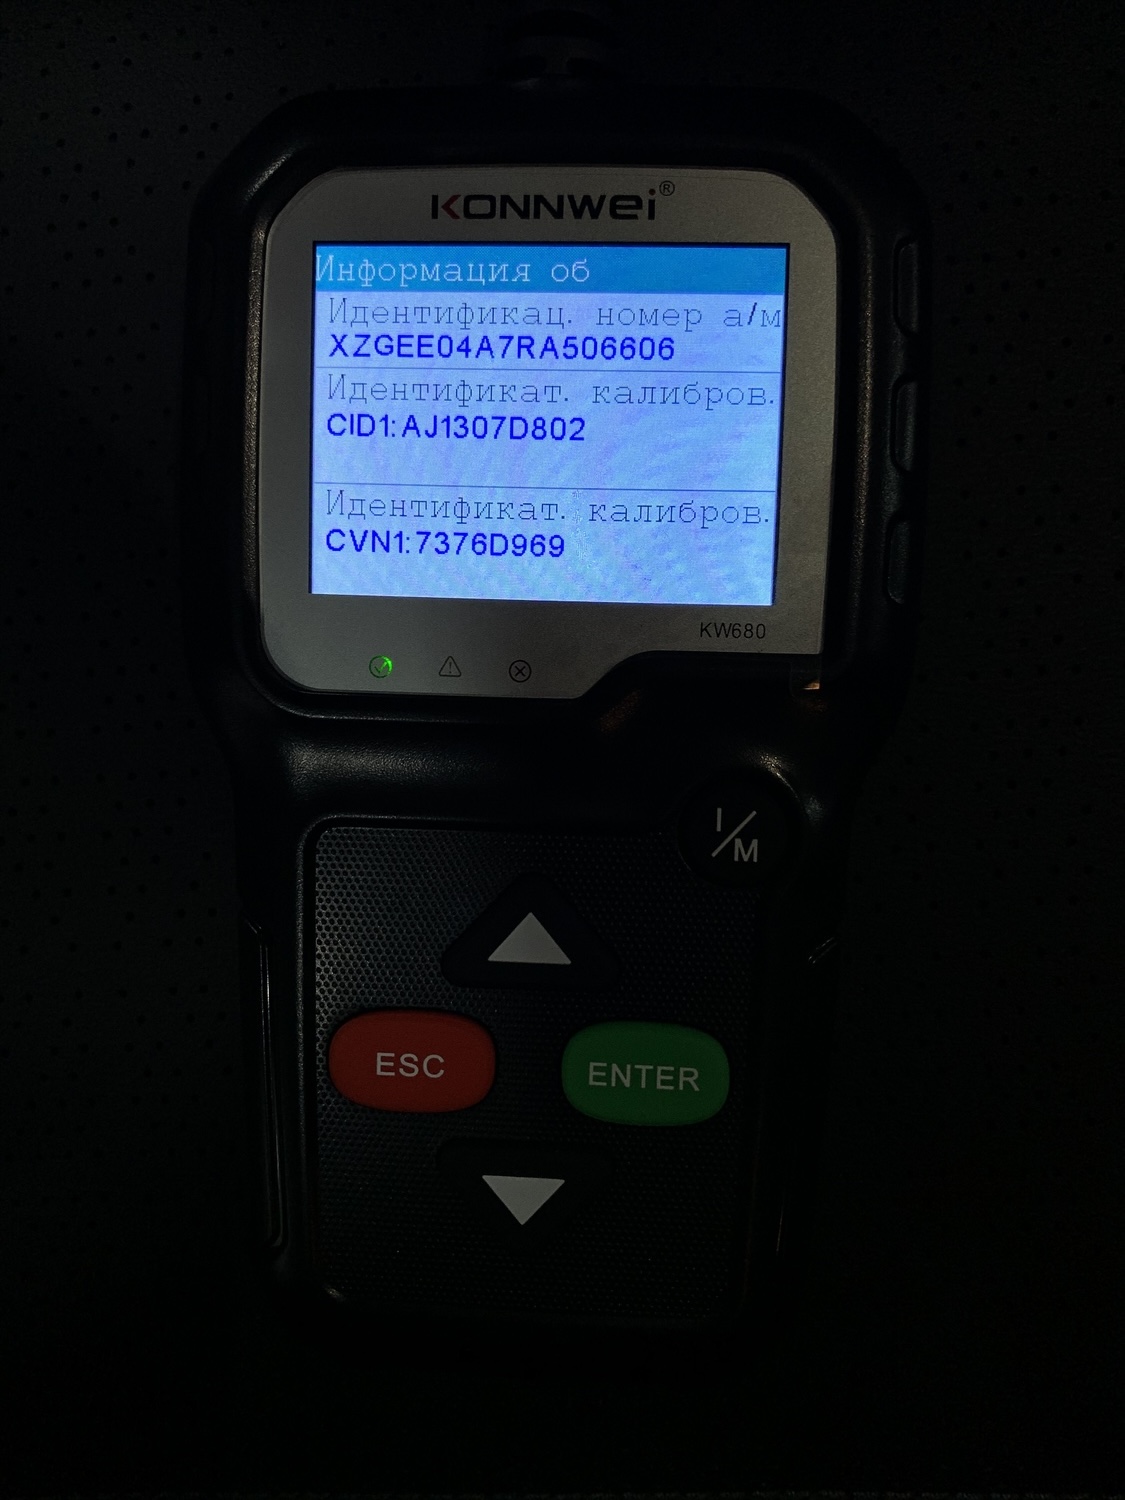 KONNWEI®
Информация об
Идентификац. номер а/м
XZGEE04A7RA506606
Идентификат. калибров.
CID1:AJ1307D802
Идентификат. калибров.
CVN1:7376D969
KW680
I/M
ESC
ENTER